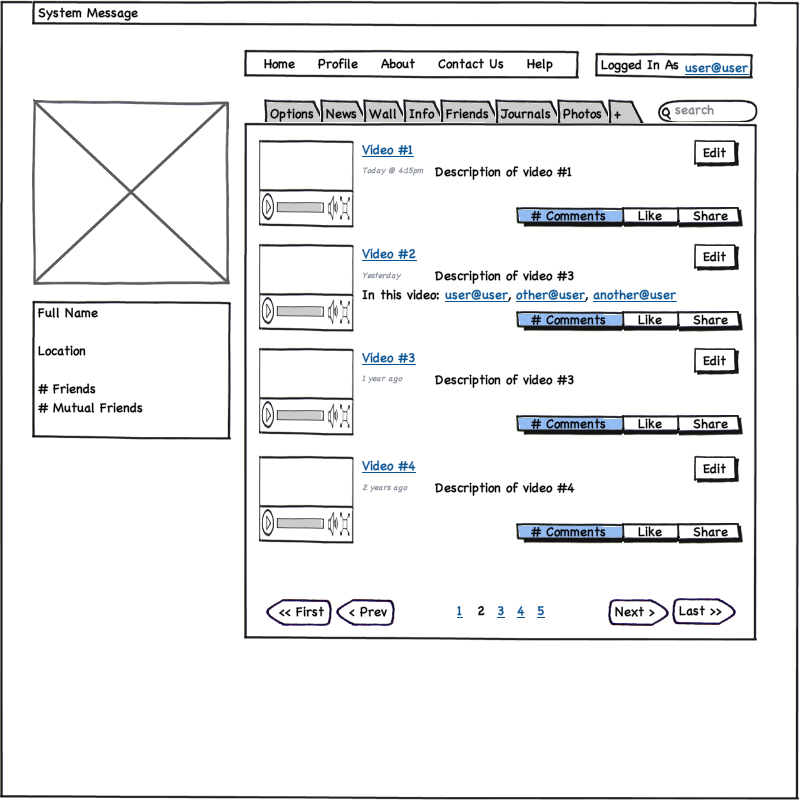 System Message
Home Profile About Contact Us Help
Logged In As user@user
Options News Wall Info Friends Journals Photos +
search
Video #1
Edit
Today @ 4:15pm Description of video #1
# Comments Like Share
Video #2
Edit
Yesterday Description of video #3
In this video: user@user, other@user, another@user
# Comments Like Share
Full Name
Location
# Friends
# Mutual Friends
Video #3
Edit
1 year ago Description of video #3
# Comments Like Share
Video #4
Edit
2 years ago Description of video #4
# Comments Like Share
<< First < Prev 1 2 3 4 5 Next > Last >>